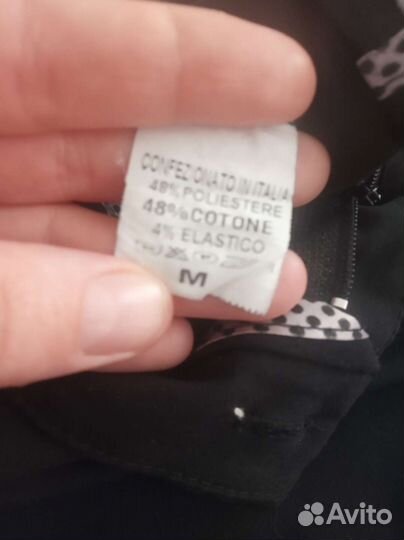 CONFEZIONATO IN ITALIA
48% POLIESTERE
48% COTONE
4% ELASTICO
M
Avito